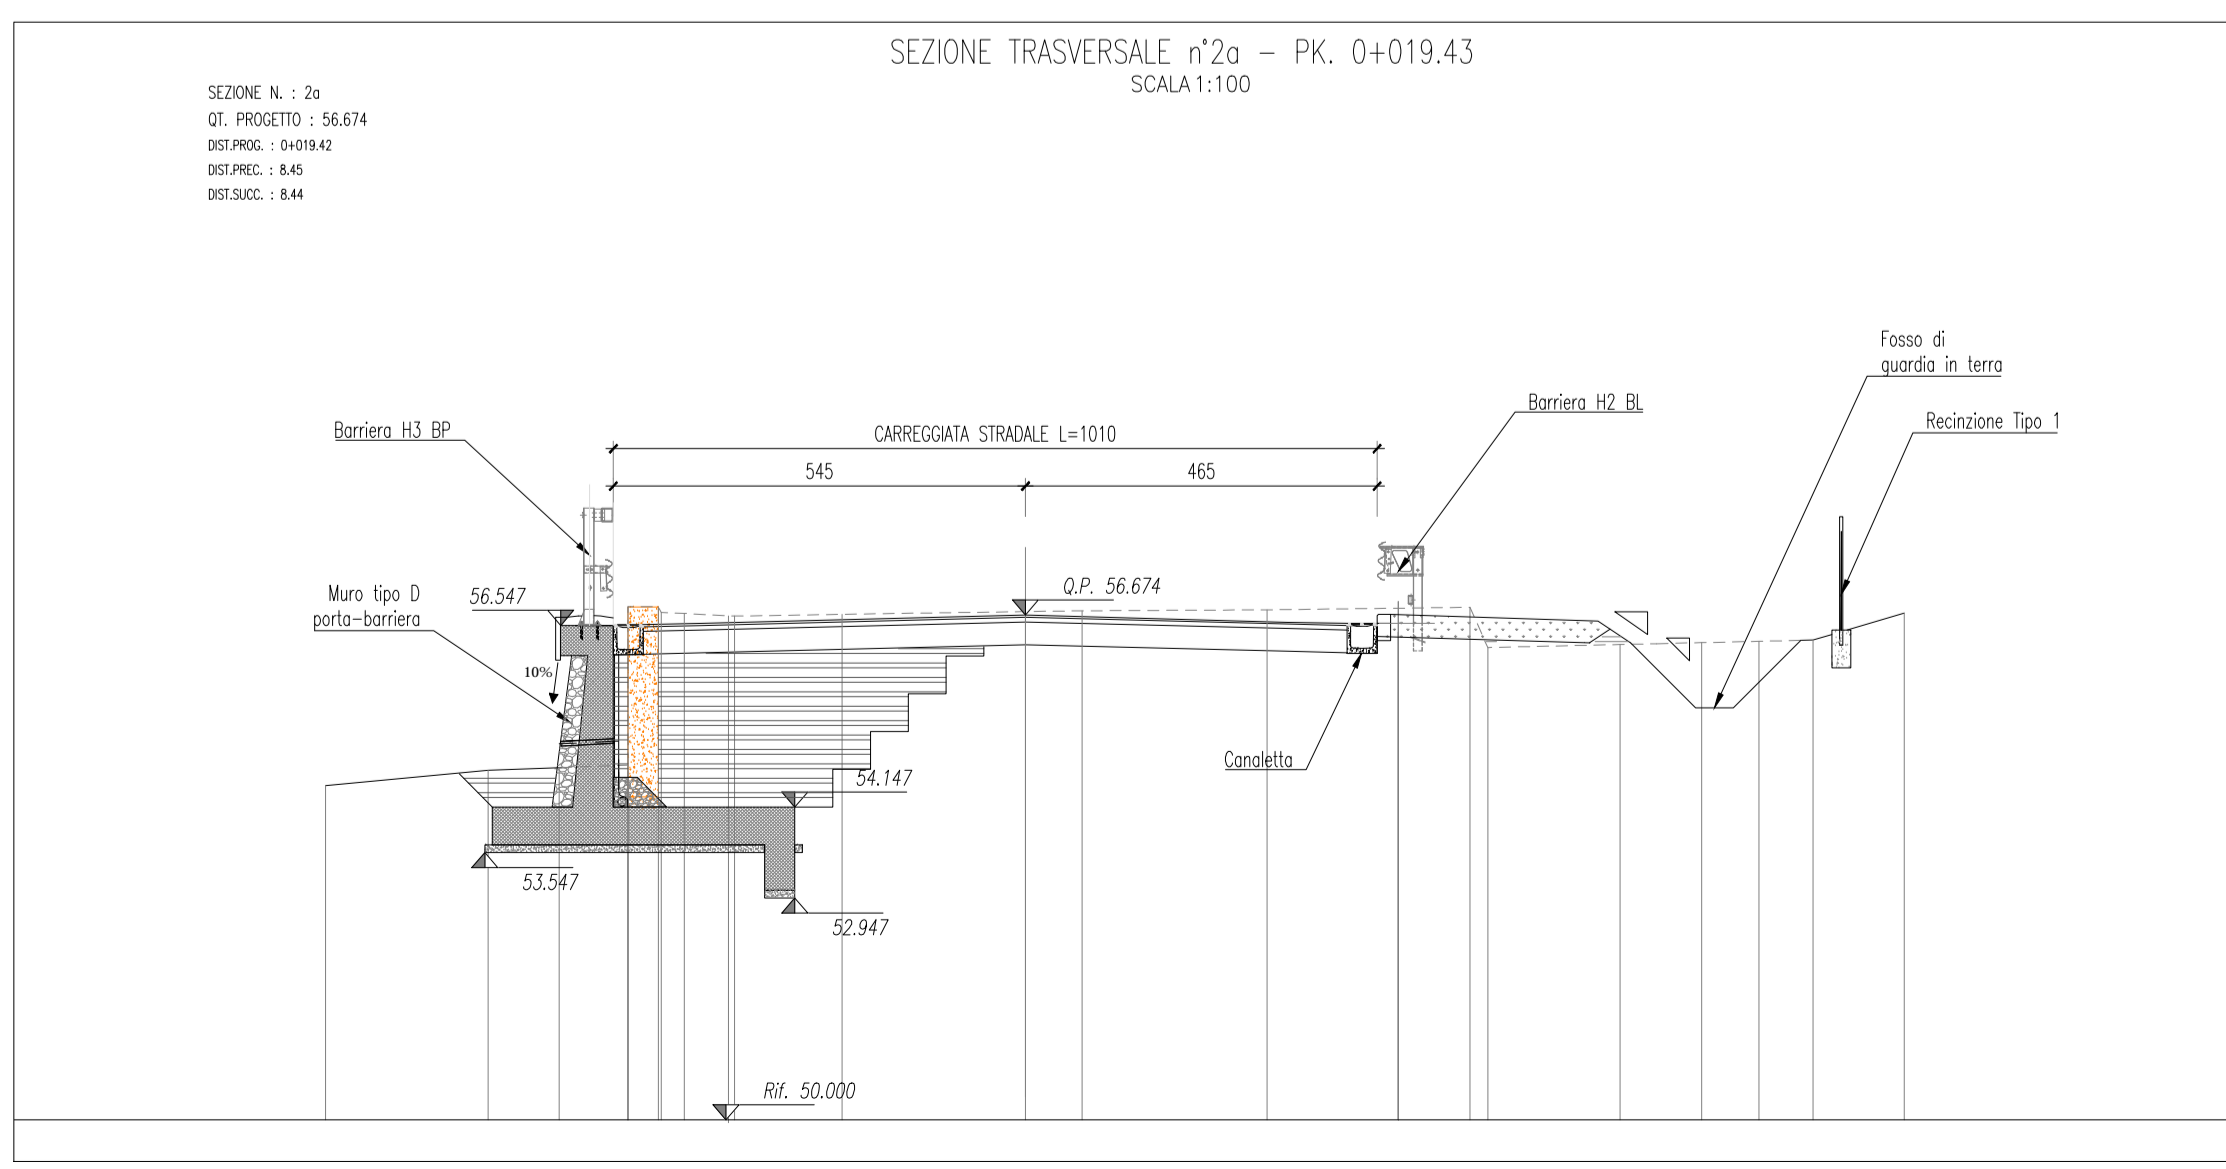 SEZIONE TRASVERSALE n°2a - PK. 0+019.43
SCALA 1:100
SEZIONE N. : 2a
QT. PROGETTO : 56.674
DIST.PROG. : 0+019.42
DIST.PREC. : 8.45
DIST.SUCC. : 8.44
Fosso di
guardia in terra
Barriera H2 BL
Recinzione Tipo 1
Barriera H3 BP
CARREGGIATA STRADALE L=1010
545
465
Q.P. 56.674
Muro tipo D
porta-barriera
56.547
10%
Canaletta
54.147
53.547
52.947
Rif. 50.000